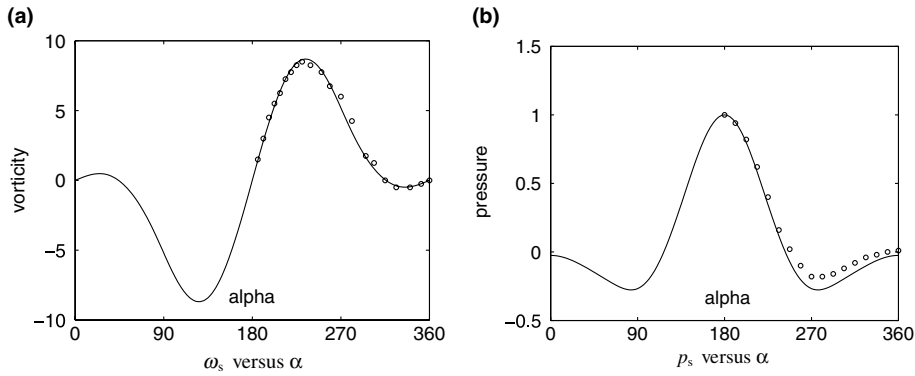 (a)
10
5
0
−5
−10
vorticity
alpha
0 90 180 270 360
ωs versus α
(b)
1.5
1
0.5
0
−0.5
pressure
alpha
0 90 180 270 360
ps versus α